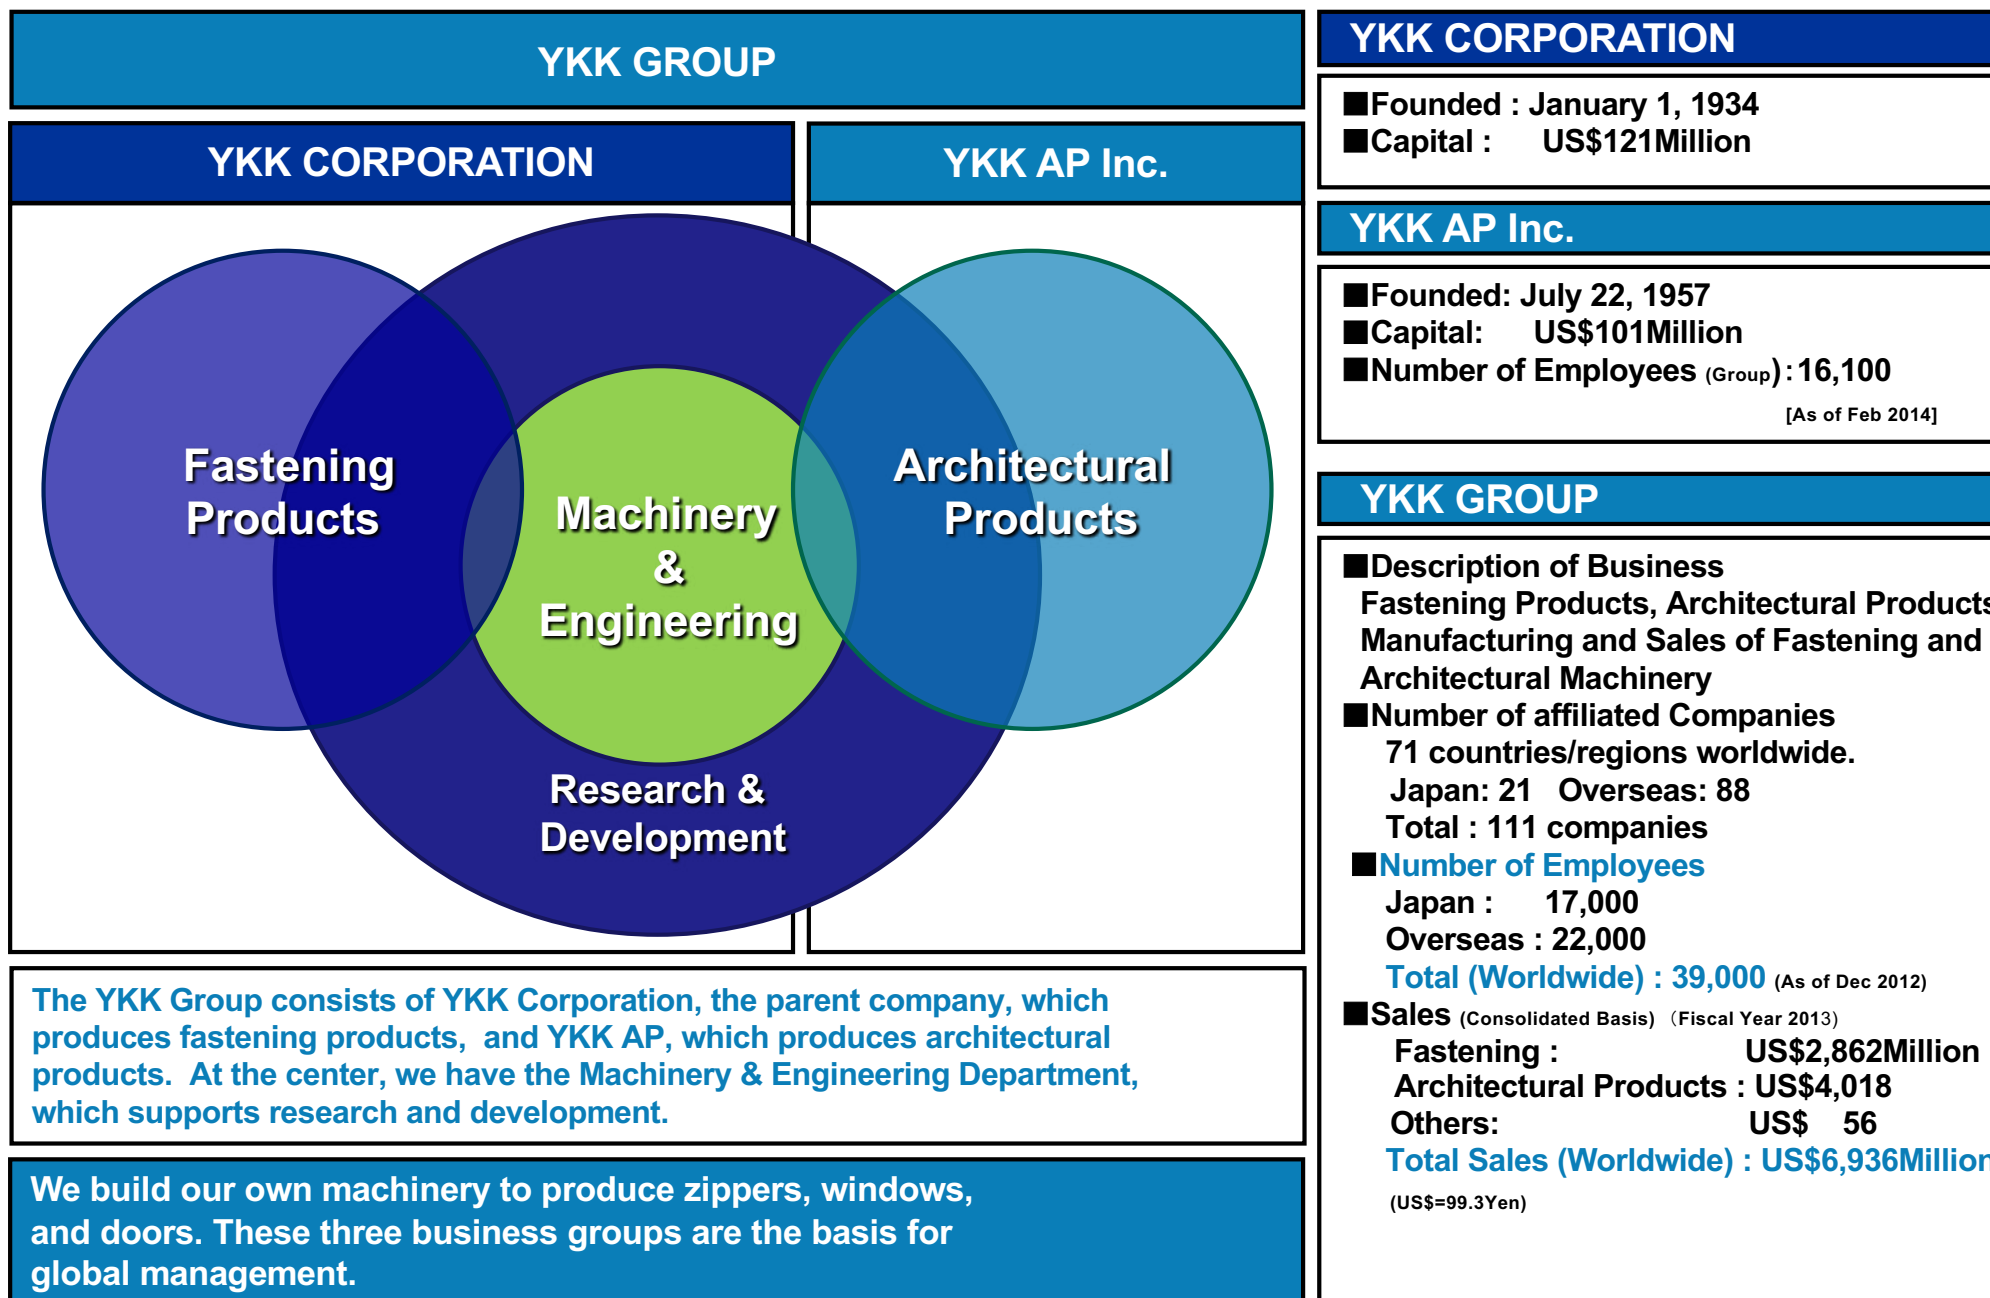 YKK GROUP
YKK CORPORATION
YKK AP Inc.
Fastening
Products
Machinery
&
Engineering
Architectural
Products
Research &
Development
The YKK Group consists of YKK Corporation, the parent company, which
produces fastening products,  and YKK AP, which produces architectural
products.  At the center, we have the Machinery & Engineering Department,
which supports research and development.
We build our own machinery to produce zippers, windows,
and doors. These three business groups are the basis for
global management.
YKK CORPORATION
■Founded : January 1, 1934
■Capital :      US$121Million
YKK AP Inc.
■Founded: July 22, 1957
■Capital:      US$101Million
■Number of Employees (Group) : 16,100
[As of Feb 2014]
YKK GROUP
■Description of Business
Fastening Products, Architectural Products
Manufacturing and Sales of Fastening and
Architectural Machinery
■Number of affiliated Companies
71 countries/regions worldwide.
Japan: 21   Overseas: 88
Total : 111 companies
■Number of Employees
Japan :      17,000
Overseas : 22,000
Total (Worldwide) : 39,000 (As of Dec 2012)
■Sales (Consolidated Basis) （Fiscal Year 2013)
Fastening :                     US$2,862Million
Architectural Products : US$4,018
Others:                            US$    56
Total Sales (Worldwide) : US$6,936Million
(US$=99.3Yen)